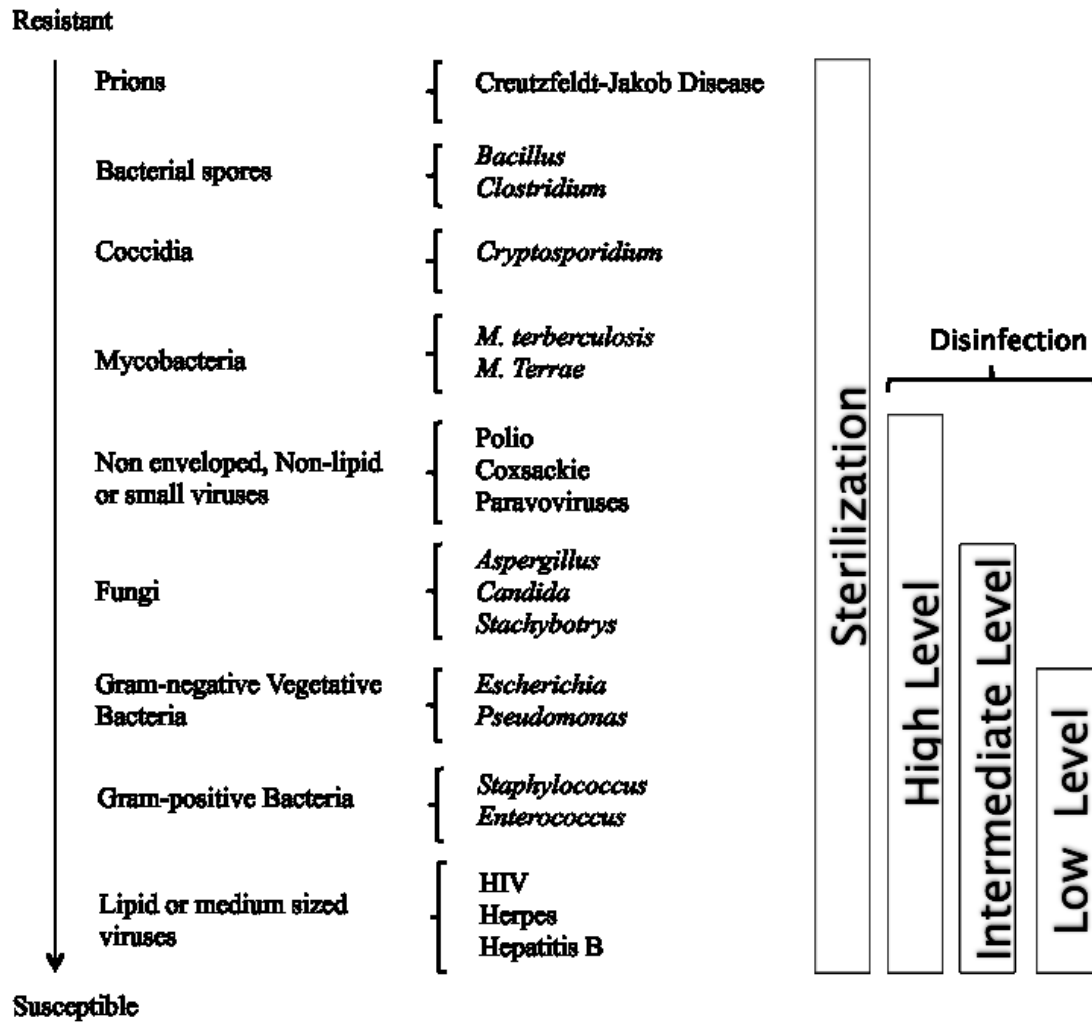 Resistant
Prions
Creutzfeldt-Jakob Disease
Bacterial spores
Bacillus
Clostridium
Coccidia
Cryptosporidium
Mycobacteria
M. terberculosis
M. Terrae
Non enveloped, Non-lipid
or small viruses
Polio
Coxsackie
Paravoviruses
Fungi
Aspergillus
Candida
Stachybotrys
Gram-negative Vegetative
Bacteria
Escherichia
Pseudomonas
Gram-positive Bacteria
Staphylococcus
Enterococcus
Lipid or medium sized
viruses
HIV
Herpes
Hepatitis B
Susceptible
Sterilization
Disinfection
High Level
Intermediate Level
Low Level